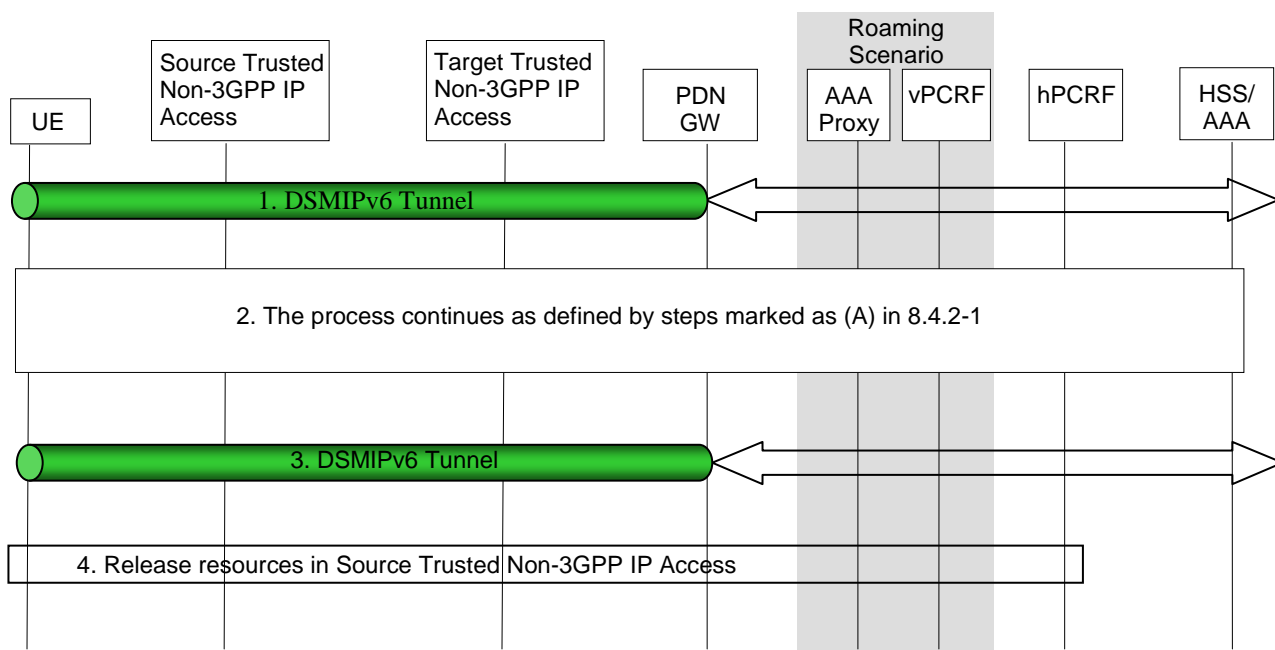 Roaming
Scenario
Source Trusted
Non-3GPP IP
Access
Target Trusted
Non-3GPP IP
Access
UE
PDN
GW
AAA
Proxy
vPCRF
hPCRF
HSS/
AAA
1. DSMIPv6 Tunnel
2. The process continues as defined by steps marked as (A) in 8.4.2-1
3. DSMIPv6 Tunnel
4. Release resources in Source Trusted Non-3GPP IP Access